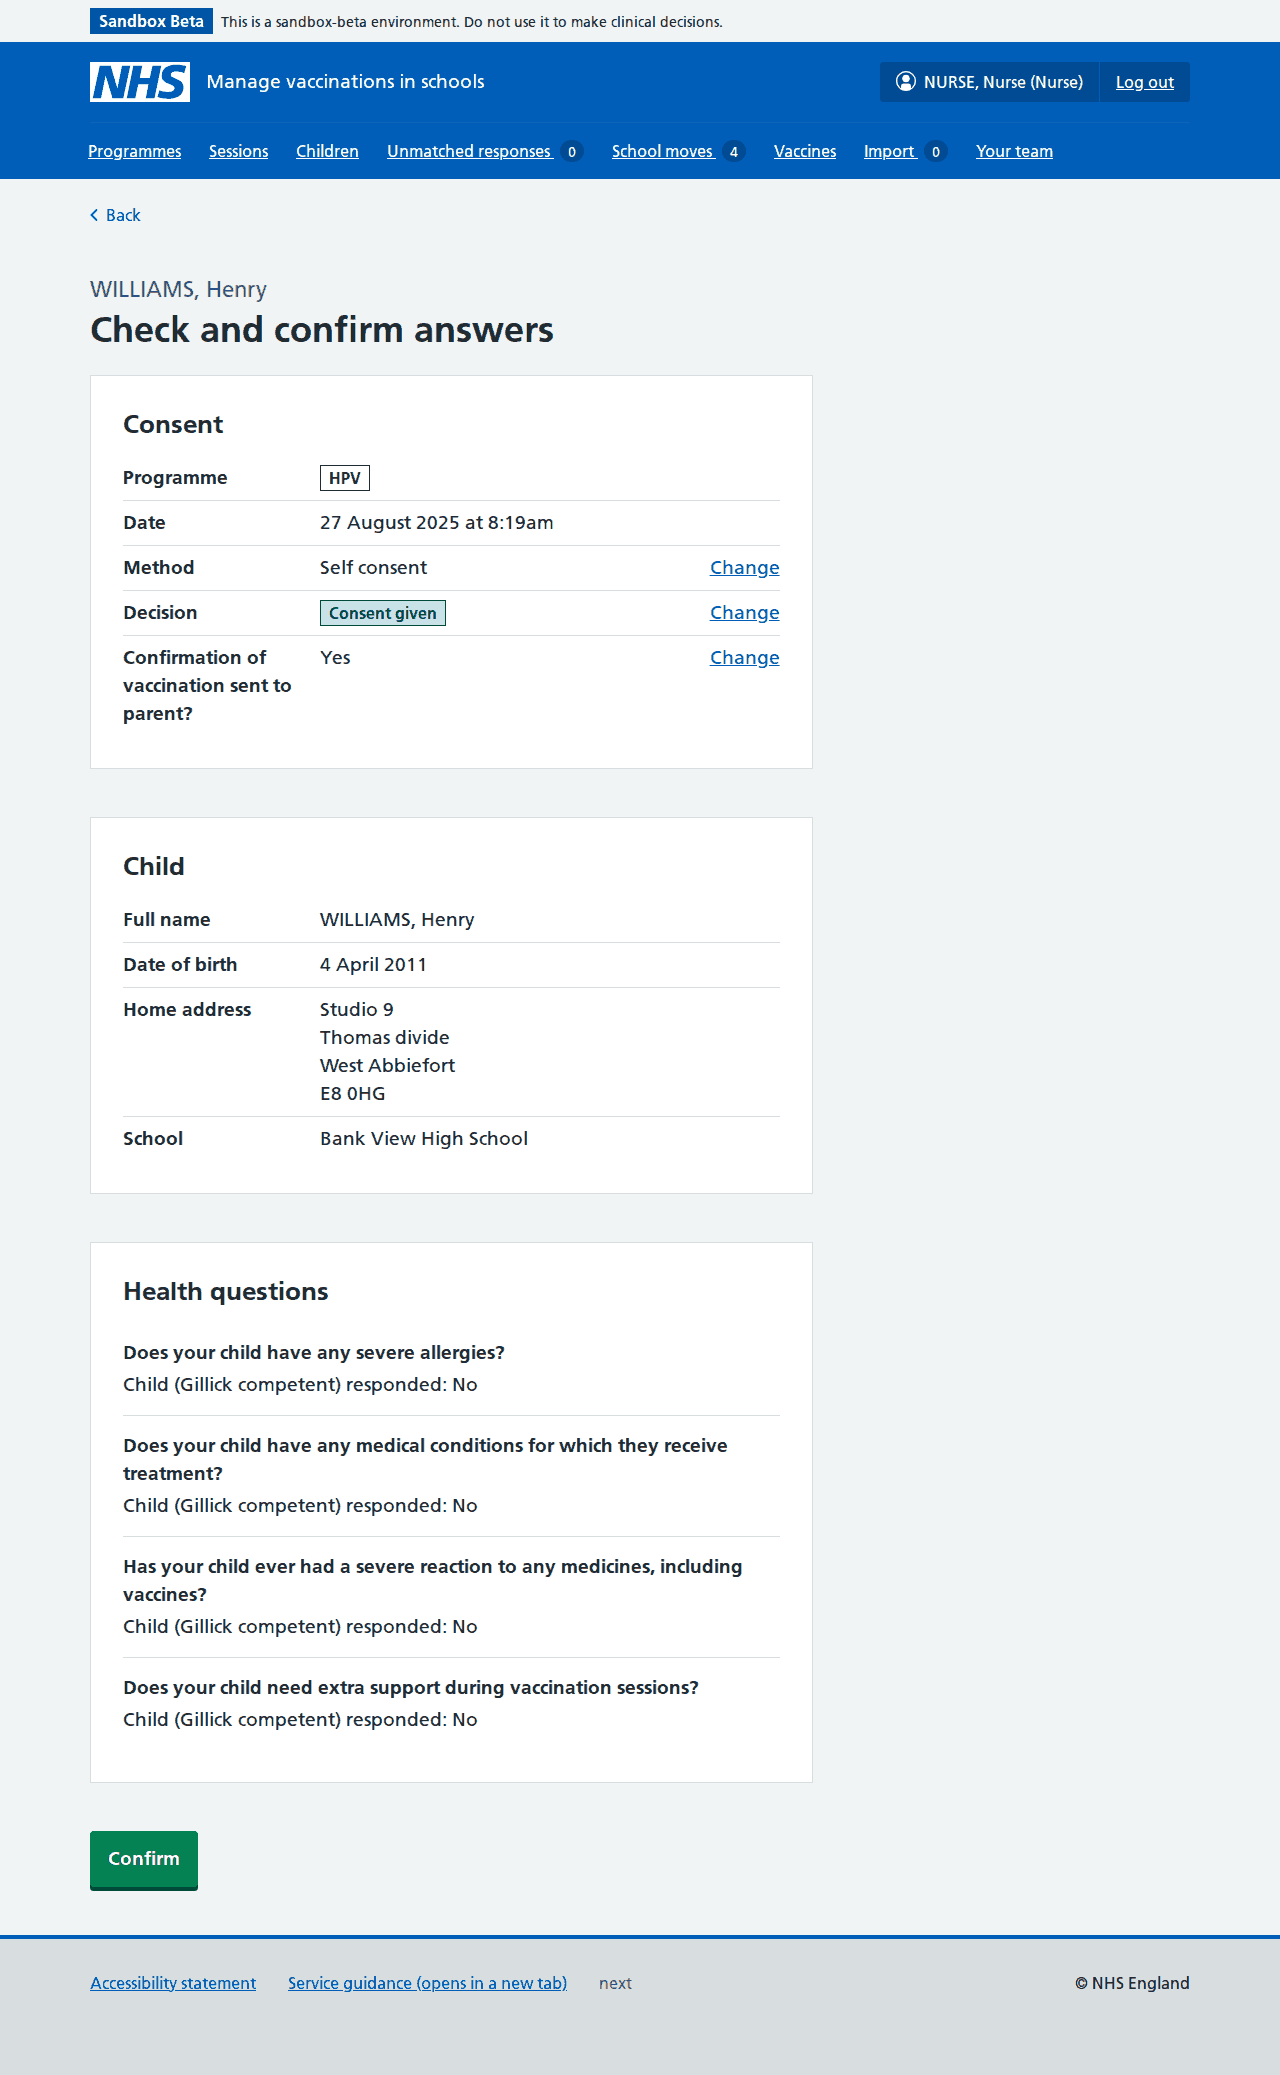 Sandbox Beta This is a sandbox-beta environment. Do not use it to make clinical decisions.
NHS Manage vaccinations in schools NURSE, Nurse (Nurse) Log out
Programmes Sessions Children Unmatched responses 0 School moves 4 Vaccines Import 0 Your team
Back
WILLIAMS, Henry
Check and confirm answers
Consent
Programme HPV
Date 27 August 2025 at 8:19am
Method Self consent Change
Decision Consent given Change
Confirmation of Yes Change
vaccination sent to
parent?
Child
Full name WILLIAMS, Henry
Date of birth 4 April 2011
Home address Studio 9
Thomas divide
West Abbiefort
E8 0HG
School Bank View High School
Health questions
Does your child have any severe allergies?
Child (Gillick competent) responded: No
Does your child have any medical conditions for which they receive
treatment?
Child (Gillick competent) responded: No
Has your child ever had a severe reaction to any medicines, including
vaccines?
Child (Gillick competent) responded: No
Does your child need extra support during vaccination sessions?
Child (Gillick competent) responded: No
Confirm
Accessibility statement Service guidance (opens in a new tab) next © NHS England